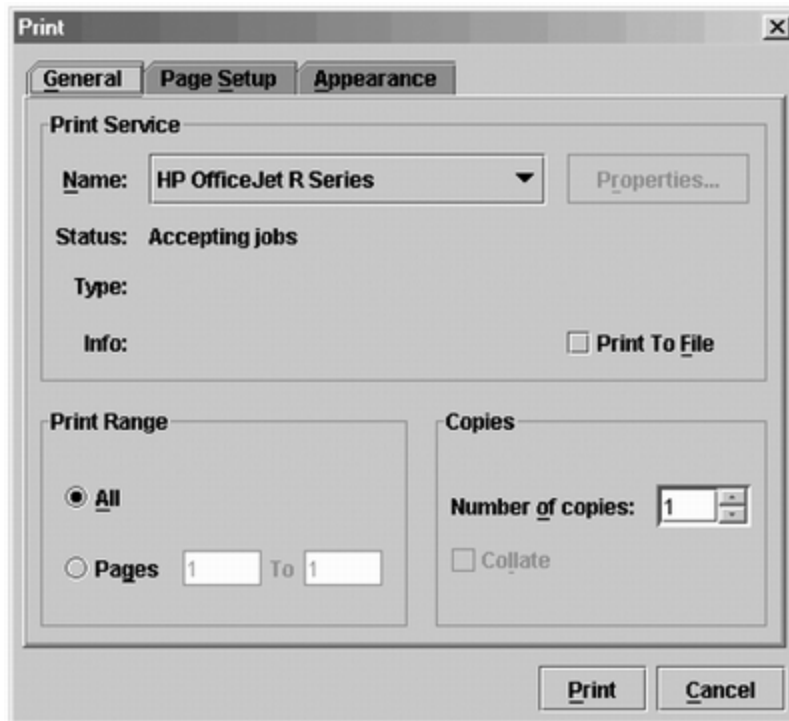 Print
General Page Setup Appearance
Print Service
Name: HP OfficeJet R Series Properties...
Status: Accepting jobs
Type:
Info: Print To File
Print Range Copies
All
Number of copies: 1
Pages 1 To 1 Collate
Print Cancel